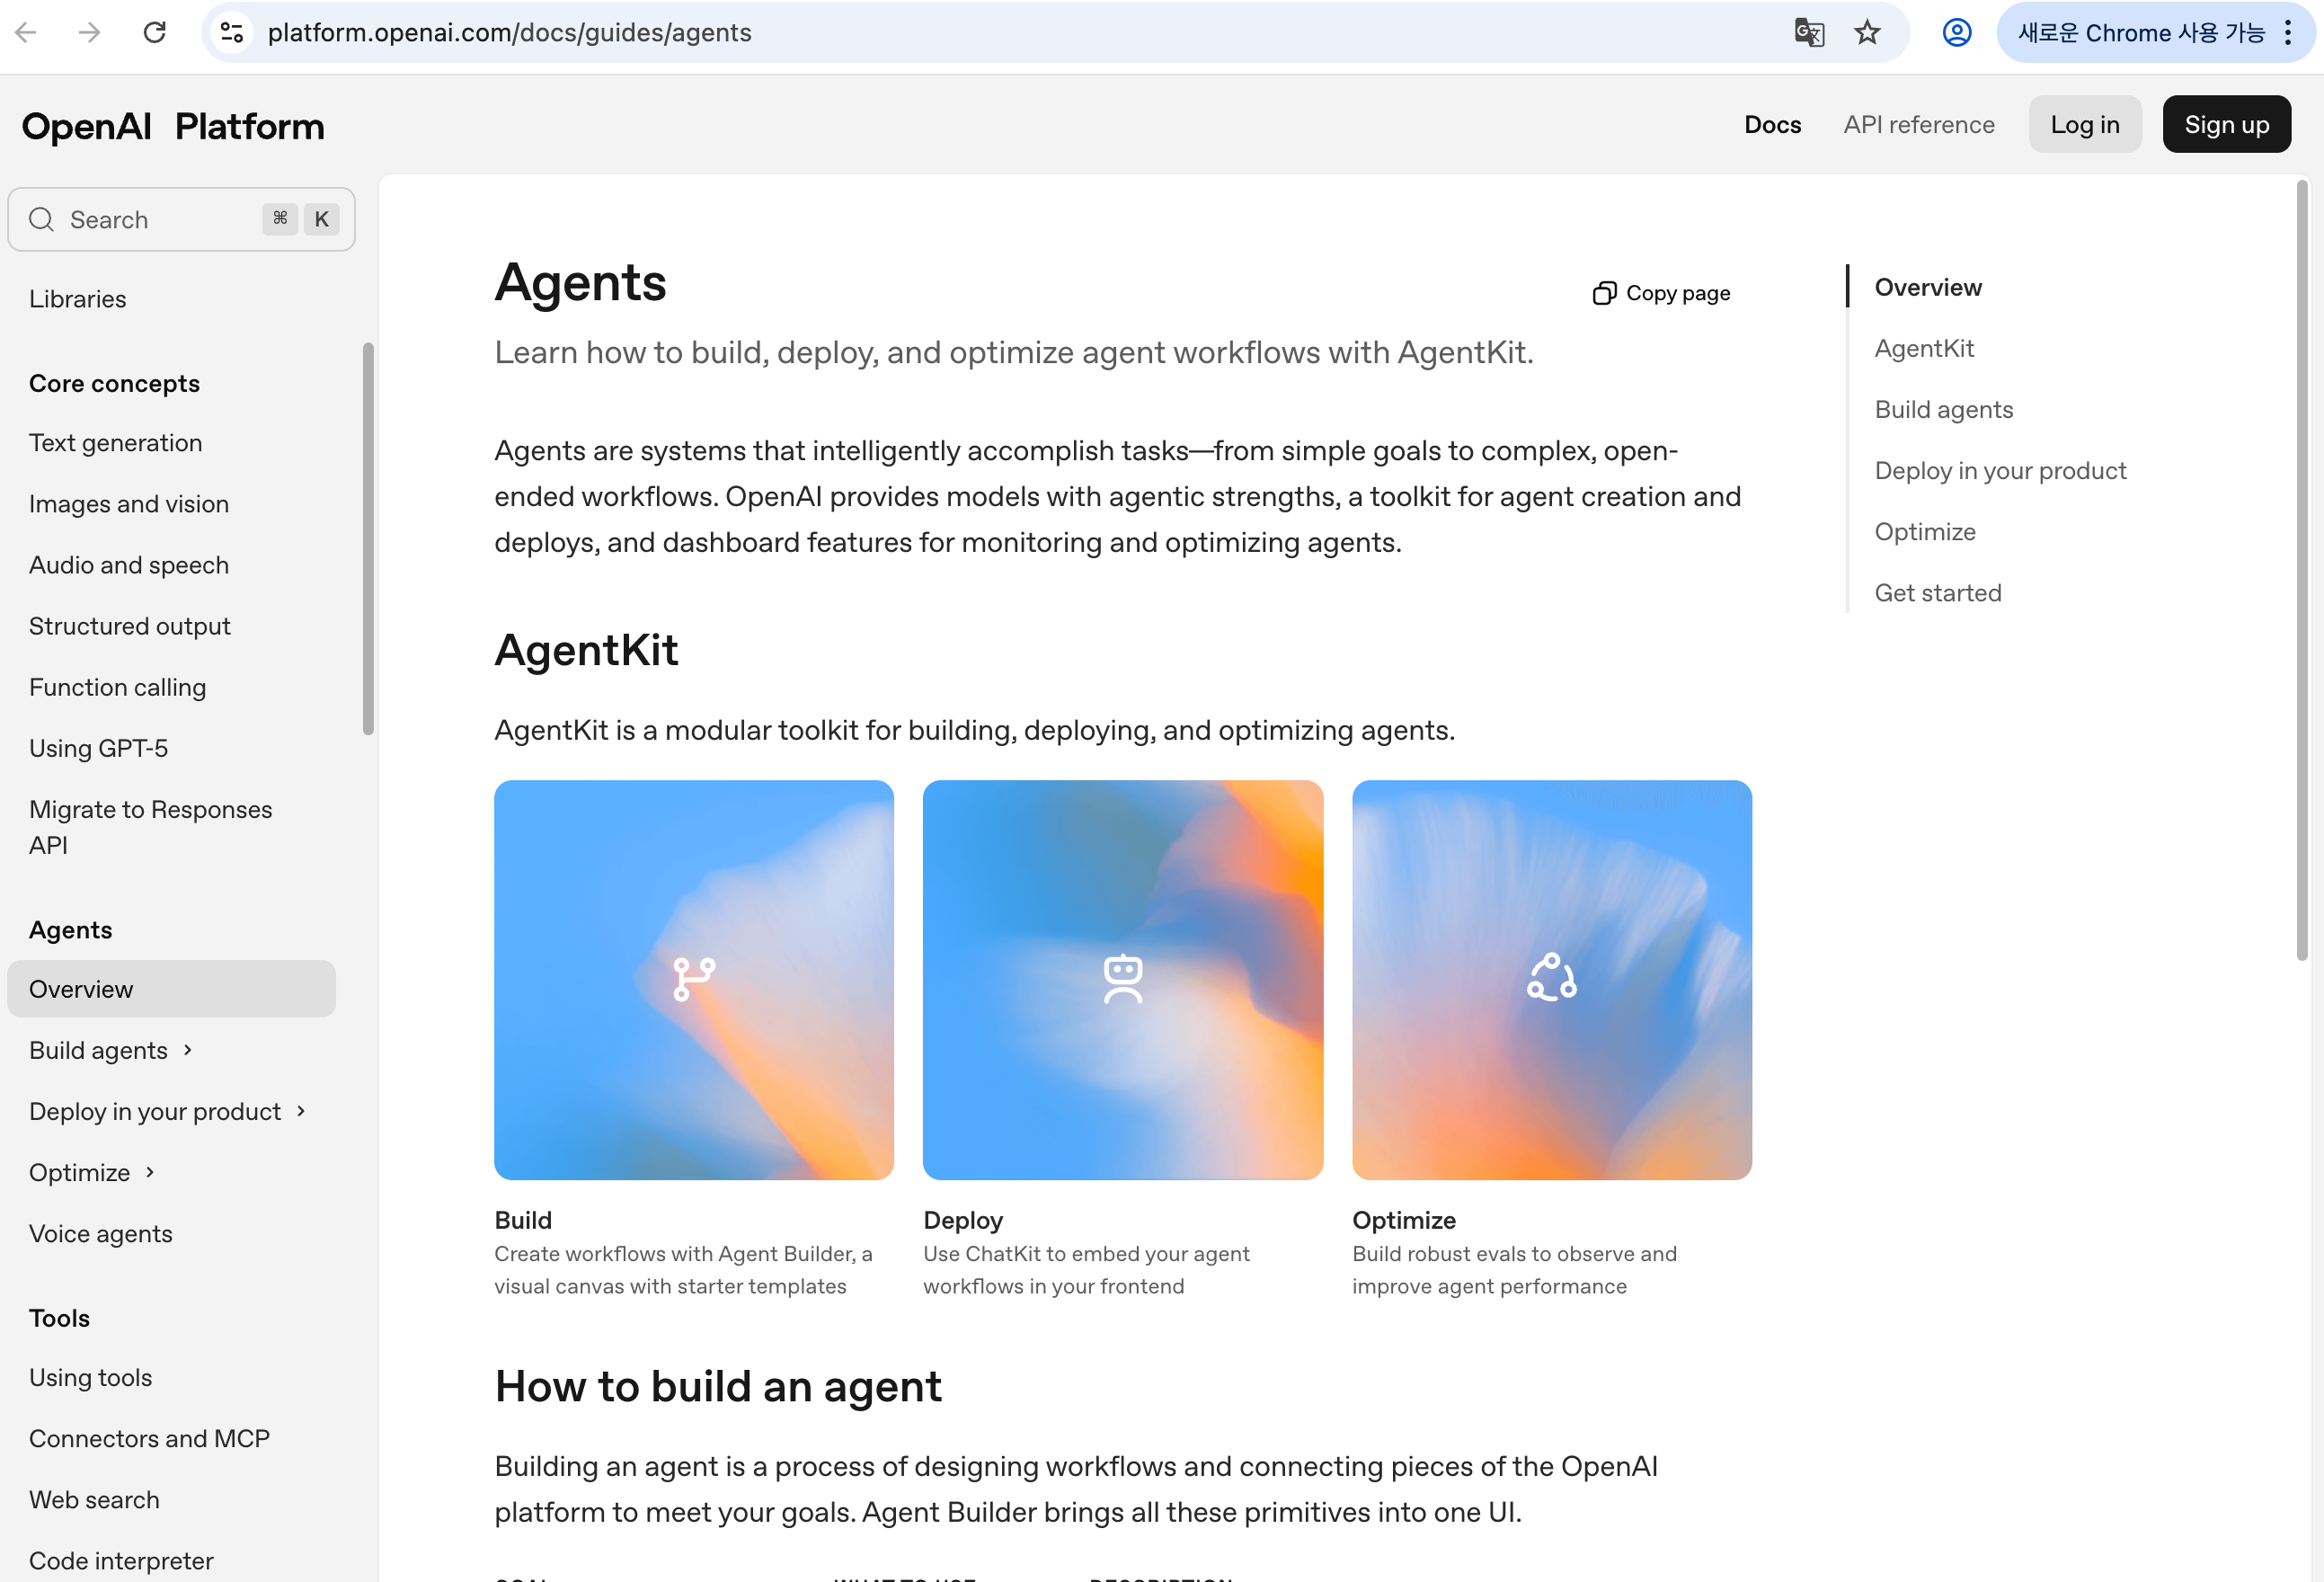 platform.openai.com/docs/guides/agents
새로운 Chrome 사용 가능
OpenAI Platform
Docs
API reference
Log in
Sign up
Search
⌘ K
Libraries
Core concepts
Text generation
Images and vision
Audio and speech
Structured output
Function calling
Using GPT-5
Migrate to Responses
API
Agents
Overview
Build agents
Deploy in your product
Optimize
Voice agents
Tools
Using tools
Connectors and MCP
Web search
Code interpreter
Agents
Copy page
Learn how to build, deploy, and optimize agent workflows with AgentKit.
Agents are systems that intelligently accomplish tasks—from simple goals to complex, open-
ended workflows. OpenAI provides models with agentic strengths, a toolkit for agent creation and
deploys, and dashboard features for monitoring and optimizing agents.
AgentKit
AgentKit is a modular toolkit for building, deploying, and optimizing agents.
Build
Create workflows with Agent Builder, a
visual canvas with starter templates
Deploy
Use ChatKit to embed your agent
workflows in your frontend
Optimize
Build robust evals to observe and
improve agent performance
How to build an agent
Building an agent is a process of designing workflows and connecting pieces of the OpenAI
platform to meet your goals. Agent Builder brings all these primitives into one UI.
GOAL
WHAT TO USE
DESCRIPTION
Overview
AgentKit
Build agents
Deploy in your product
Optimize
Get started